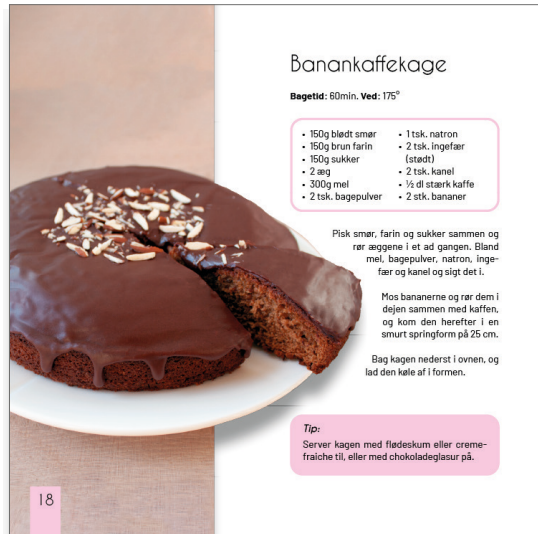 Banankaffekage
Bagetid: 60min. Ved: 175°
• 150g blødt smør
• 150g brun farin
• 150g sukker
• 2 æg
• 300g mel
• 2 tsk. bagepulver
• 1 tsk. natron
• 2 tsk. ingefær
(stødt)
• 2 tsk. kanel
• ½ dl stærk kaffe
• 2 stk. bananer
Pisk smør, farin og sukker sammen og
rør æggene i et ad gangen. Bland
mel, bagepulver, natron, inge-
fær og kanel og sigt det i.
Mos bananerne og rør dem i
dejen sammen med kaffen,
og kom den herefter i en
smurt springform på 25 cm.
Bag kagen nederst i ovnen, og
lad den køle af i formen.
Tip:
Server kagen med flødeskum eller creme-
fraiche til, eller med chokoladeglasur på.
18